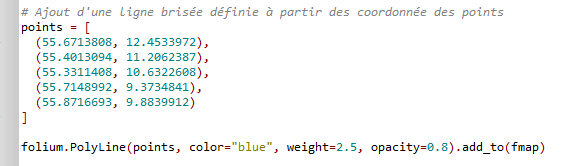 # Ajout d'une ligne brisée définie à partir des coordonnée des points
points = [
  (55.6713808, 12.4533972),
  (55.4013094, 11.2062387),
  (55.3311408, 10.6322608),
  (55.7148992, 9.3734841),
  (55.8716693, 9.8839912)
]
folium.PolyLine(points, color="blue", weight=2.5, opacity=0.8).add_to(fmap)